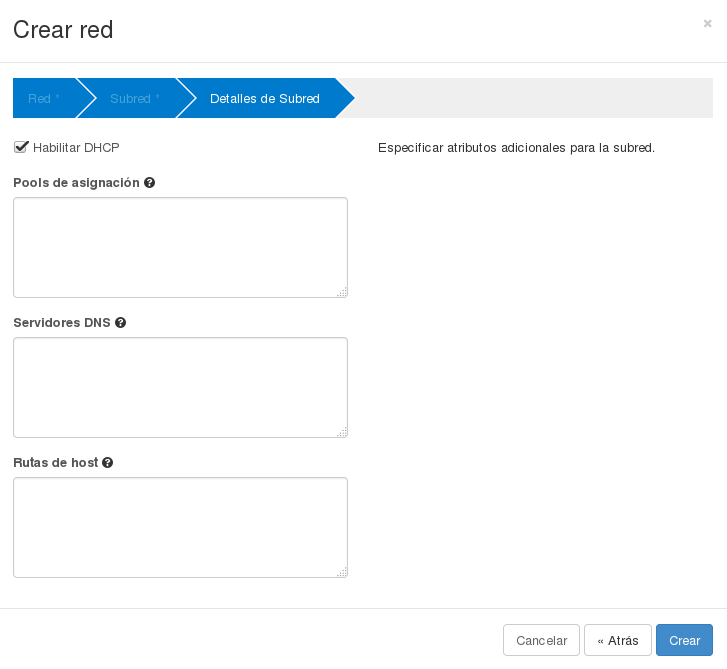 Crear red
×
Red *
Subred *
Detalles de Subred
Habilitar DHCP
Especificar atributos adicionales para la subred.
Pools de asignación
Servidores DNS
Rutas de host
Cancelar
« Atrás
Crear